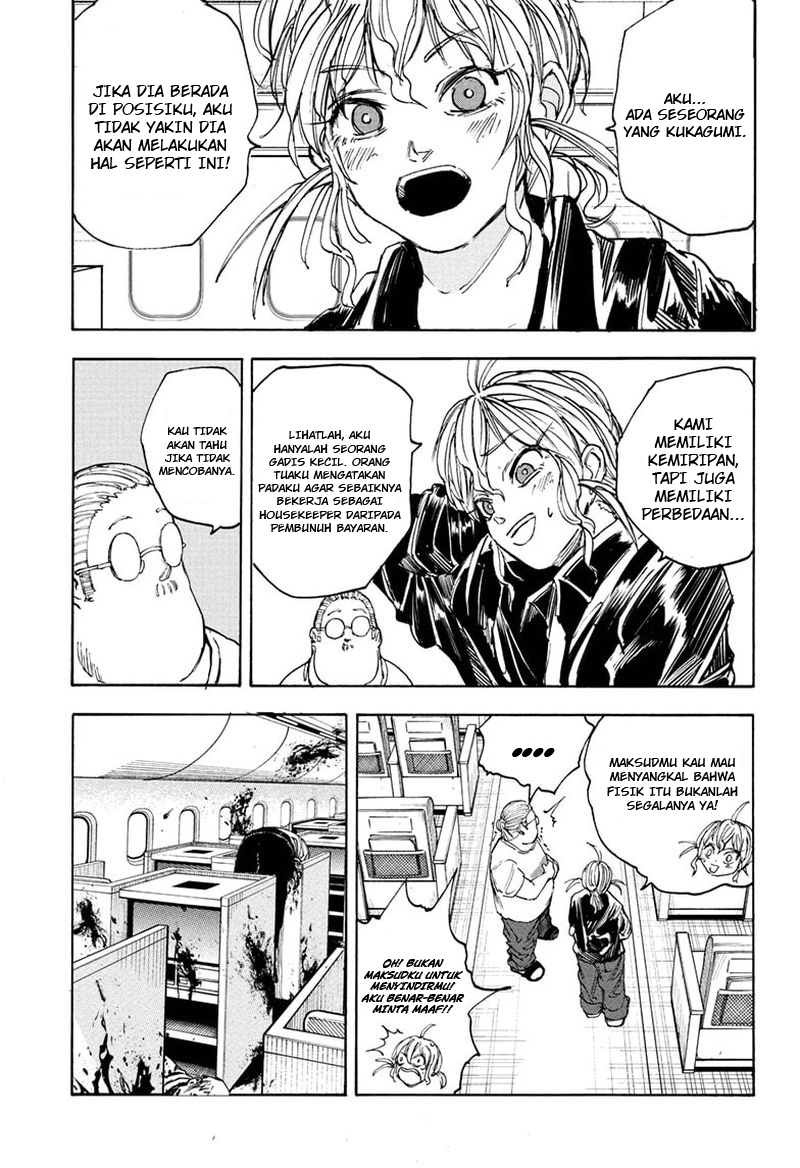 AKU...
ADA SESEORANG
YANG KUKAGUMI.
JIKA DIA BERADA
DI POSISIKU, AKU
TIDAK YAKIN DIA
AKAN MELAKUKAN
HAL SEPERTI INI!
KAMI
MEMILIKI
KEMIRIPAN,
TAPI JUGA
MEMILIKI
PERBEDAAN...
LIHATLAH, AKU
HANYALAH SEORANG
GADIS KECIL. ORANG
TUAKU MENGATAKAN
PADAKU AGAR SEBAIKNYA
BEKERJA SEBAGAI
HOUSEKEEPER DARIPADA
PEMBUNUH BAYARAN.
KAU TIDAK
AKAN TAHU
JIKA TIDAK
MENCOBANYA.
MAKSUDMU KAU MAU
MENYANGKAL BAHWA
FISIK ITU BUKANLAH
SEGALANYA YA!
••••
OH! BUKAN
MAKSUDKU UNTUK
MENYINDIRMU!
AKU BENAR-BENAR
MINTA MAAF!!